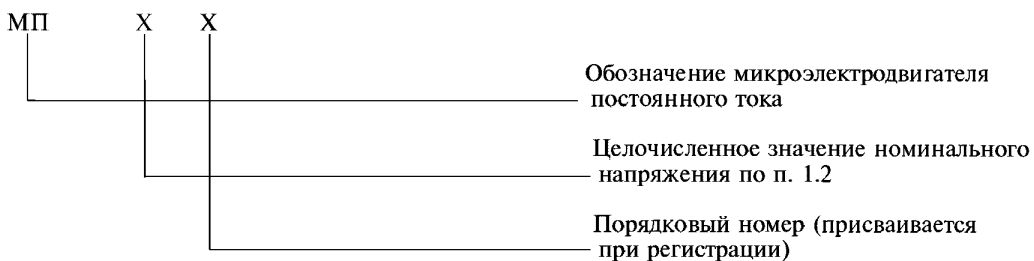 МП X X
Обозначение микроэлектродвигателя
постоянного тока
Целочисленное значение номинального
напряжения по п. 1.2
Порядковый номер (присваивается
при регистрации)